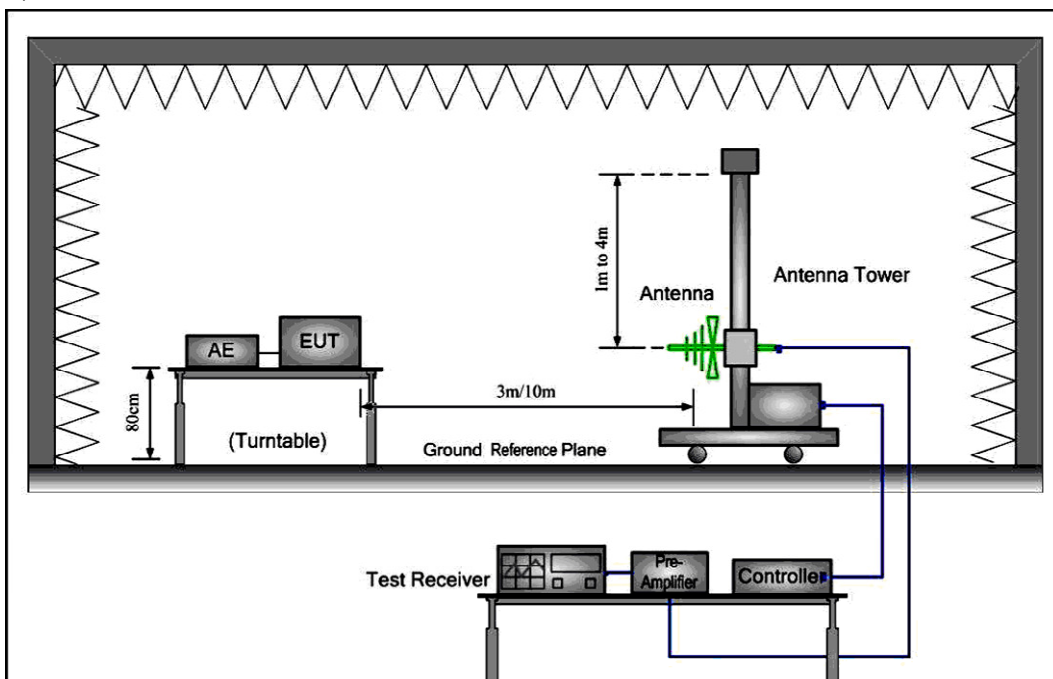 1m to 4m
Antenna Tower
Antenna
AE
EUT
80cm
3m/10m
(Turntable)
Ground Reference Plane
Test Receiver
Pre-
Amplifier
Controller